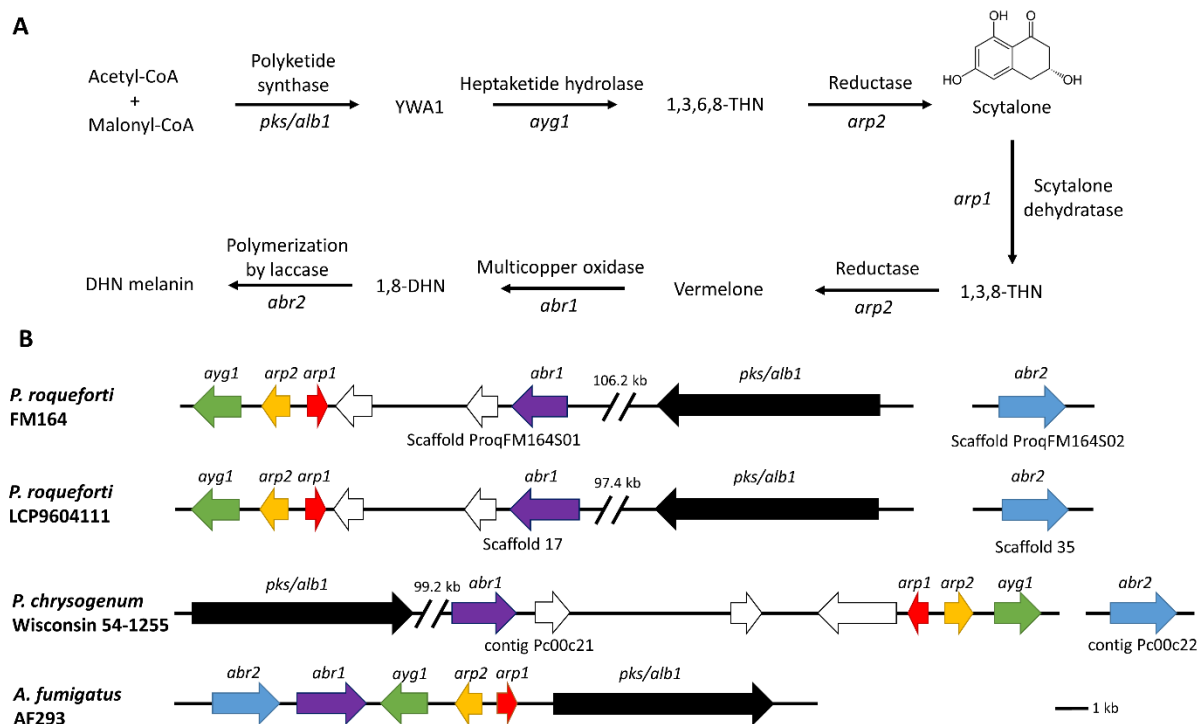 A
Acetyl-CoA
+
Malonyl-CoA
Polyketide
synthase
pks/alb1
YWA1
Heptaketide hydrolase
ayg1
1,3,6,8-THN
Reductase
arp2
OH
O
HO
OH
Scytalone
arp1
Scytalone
dehydratase
DHN melanin
Polymerization
by laccase
abr2
1,8-DHN
Multicopper oxidase
abr1
Vermelone
Reductase
arp2
1,3,8-THN
B
P. roqueforti
FM164
ayg1
arp2
arp1
abr1
106.2 kb
pks/alb1
abr2
Scaffold ProqFM164S01
Scaffold ProqFM164S02
P. roqueforti
LCP9604111
ayg1
arp2
arp1
abr1
97.4 kb
pks/alb1
abr2
Scaffold 17
Scaffold 35
P. chrysogenum
Wisconsin 54-1255
pks/alb1
99.2 kb
abr1
arp1
arp2
ayg1
abr2
contig Pc00c21
contig Pc00c22
A. fumigatus
AF293
abr2
abr1
ayg1
arp2
arp1
pks/alb1
1 kb